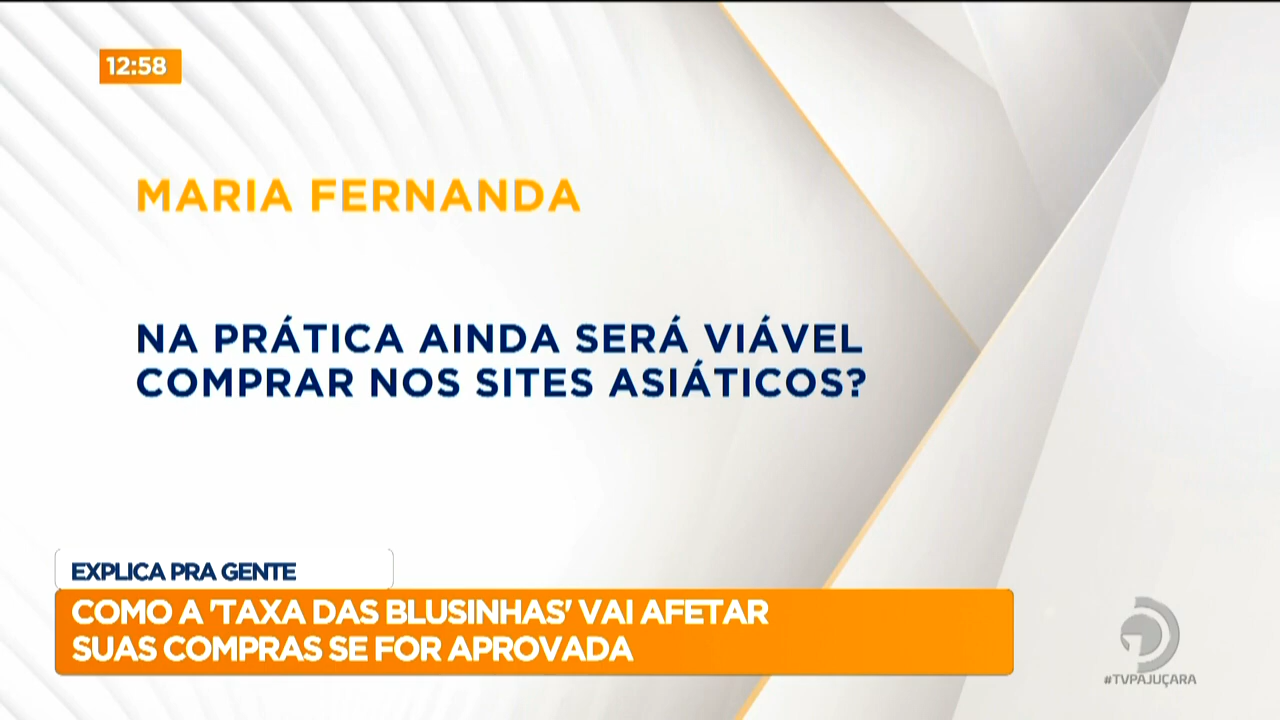 12:58
MARIA FERNANDA
NA PRÁTICA AINDA SERÁ VIÁVEL
COMPRAR NOS SITES ASIÁTICOS?
EXPLICA PRA GENTE
COMO A 'TAXA DAS BLUSINHAS' VAI AFETAR
SUAS COMPRAS SE FOR APROVADA
#TVPAJUÇARA